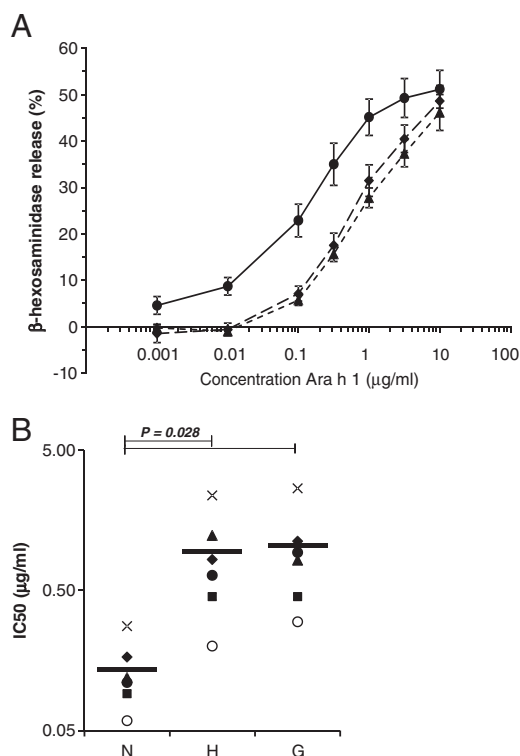 A
60
50
40
30
20
10
0
-10
β-hexosaminidase release (%)
0.001 0.01 0.1 1 10 100
Concentration Ara h 1 (μg/ml)
B
P = 0.028
5.00
0.50
0.05
IC50 (μg/ml)
N H G